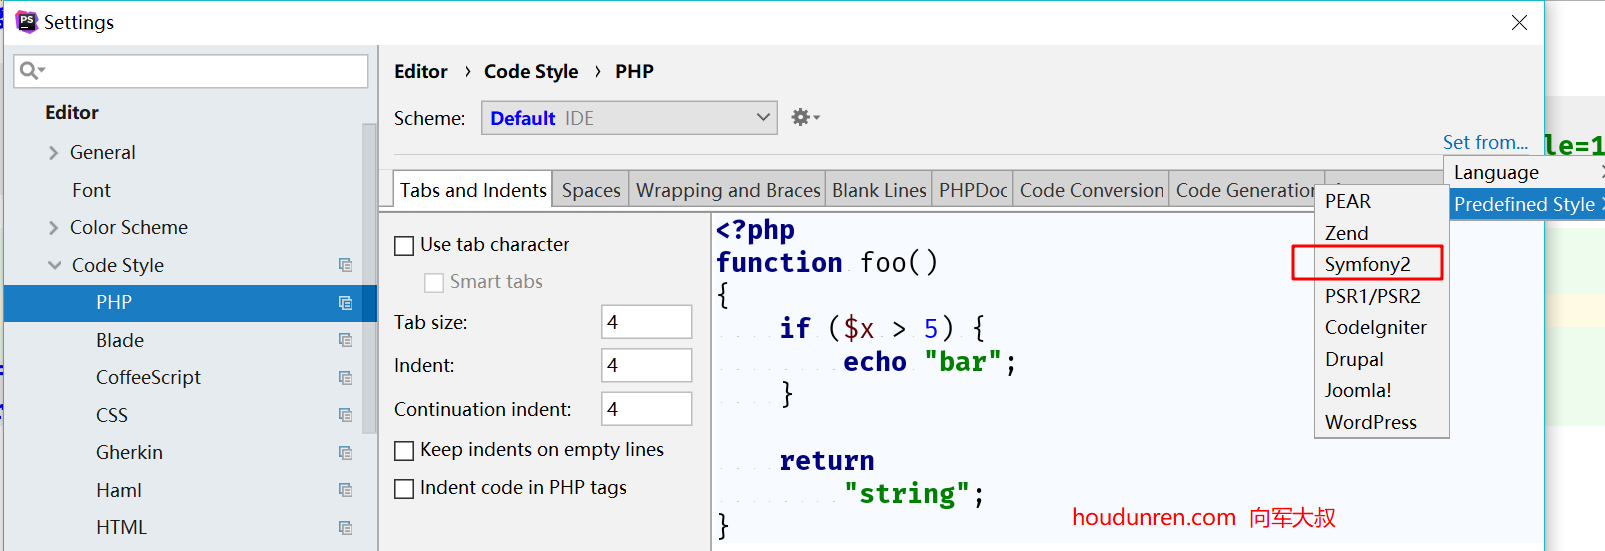 PS Settings
Editor › Code Style › PHP
Editor
Scheme: Default IDE
General
Set from...
le=1
Font
Language
Color Scheme
Predefined Style
Code Style
Tabs and Indents Spaces Wrapping and Braces Blank Lines PHPDoc Code Conversion Code Generation
PHP
Blade
CoffeeScript
CSS
Gherkin
Haml
HTML
Use tab character
Smart tabs
Tab size: 4
Indent: 4
Continuation indent: 4
Keep indents on empty lines
Indent code in PHP tags
<?php
function foo()
{
if ($x > 5) {
echo "bar";
}
return
"string";
}
PEAR
Zend
Symfony2
PSR1/PSR2
CodeIgniter
Drupal
Joomla!
WordPress
houdunren.com 向军大叔